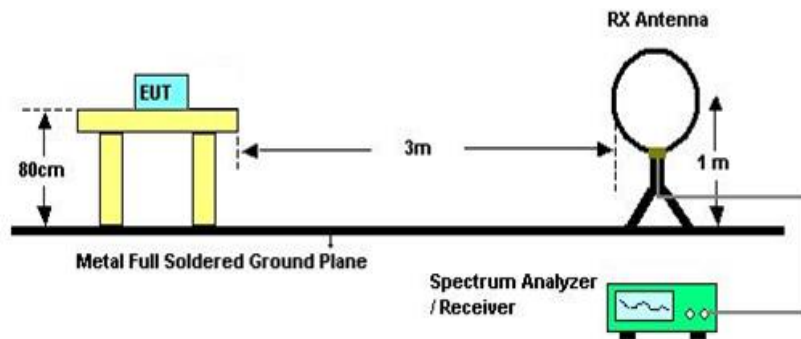 RX Antenna
EUT
80cm
3m
1 m
Metal Full Soldered Ground Plane
Spectrum Analyzer
/ Receiver